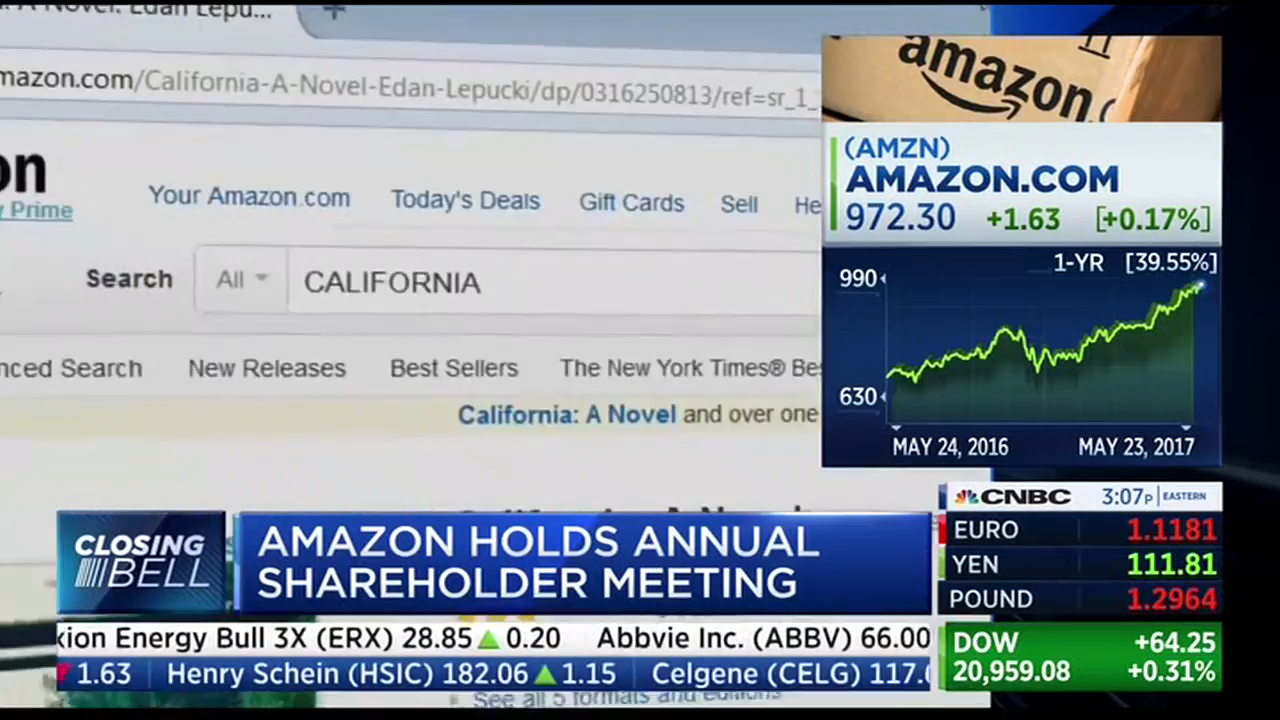 : A Novel: Edan Lepu...
mazon.com/California-A-Novel-Edan-Lepucki/dp/0316250813/ref=sr_1_
on
Prime
Your Amazon.com Today's Deals Gift Cards Sell He
Search All CALIFORNIA
nced Search New Releases Best Sellers The New York Times® Bes
California: A Novel and over one
See all 5 formats and editions
amazon.c
(AMZN)
AMAZON.COM
972.30 +1.63 [+0.17%]
1-YR [39.55%]
990
630
MAY 24, 2016 MAY 23, 2017
CLOSING
BELL
AMAZON HOLDS ANNUAL
SHAREHOLDER MEETING
CNBC 3:07P EASTERN
EURO 1.1181
YEN 111.81
POUND 1.2964
DOW +64.25
20,959.08 +0.31%
xion Energy Bull 3X (ERX) 28.85▲0.20 Abbvie Inc. (ABBV) 66.00
▼1.63 Henry Schein (HSIC) 182.06▲1.15 Celgene (CELG) 117.0